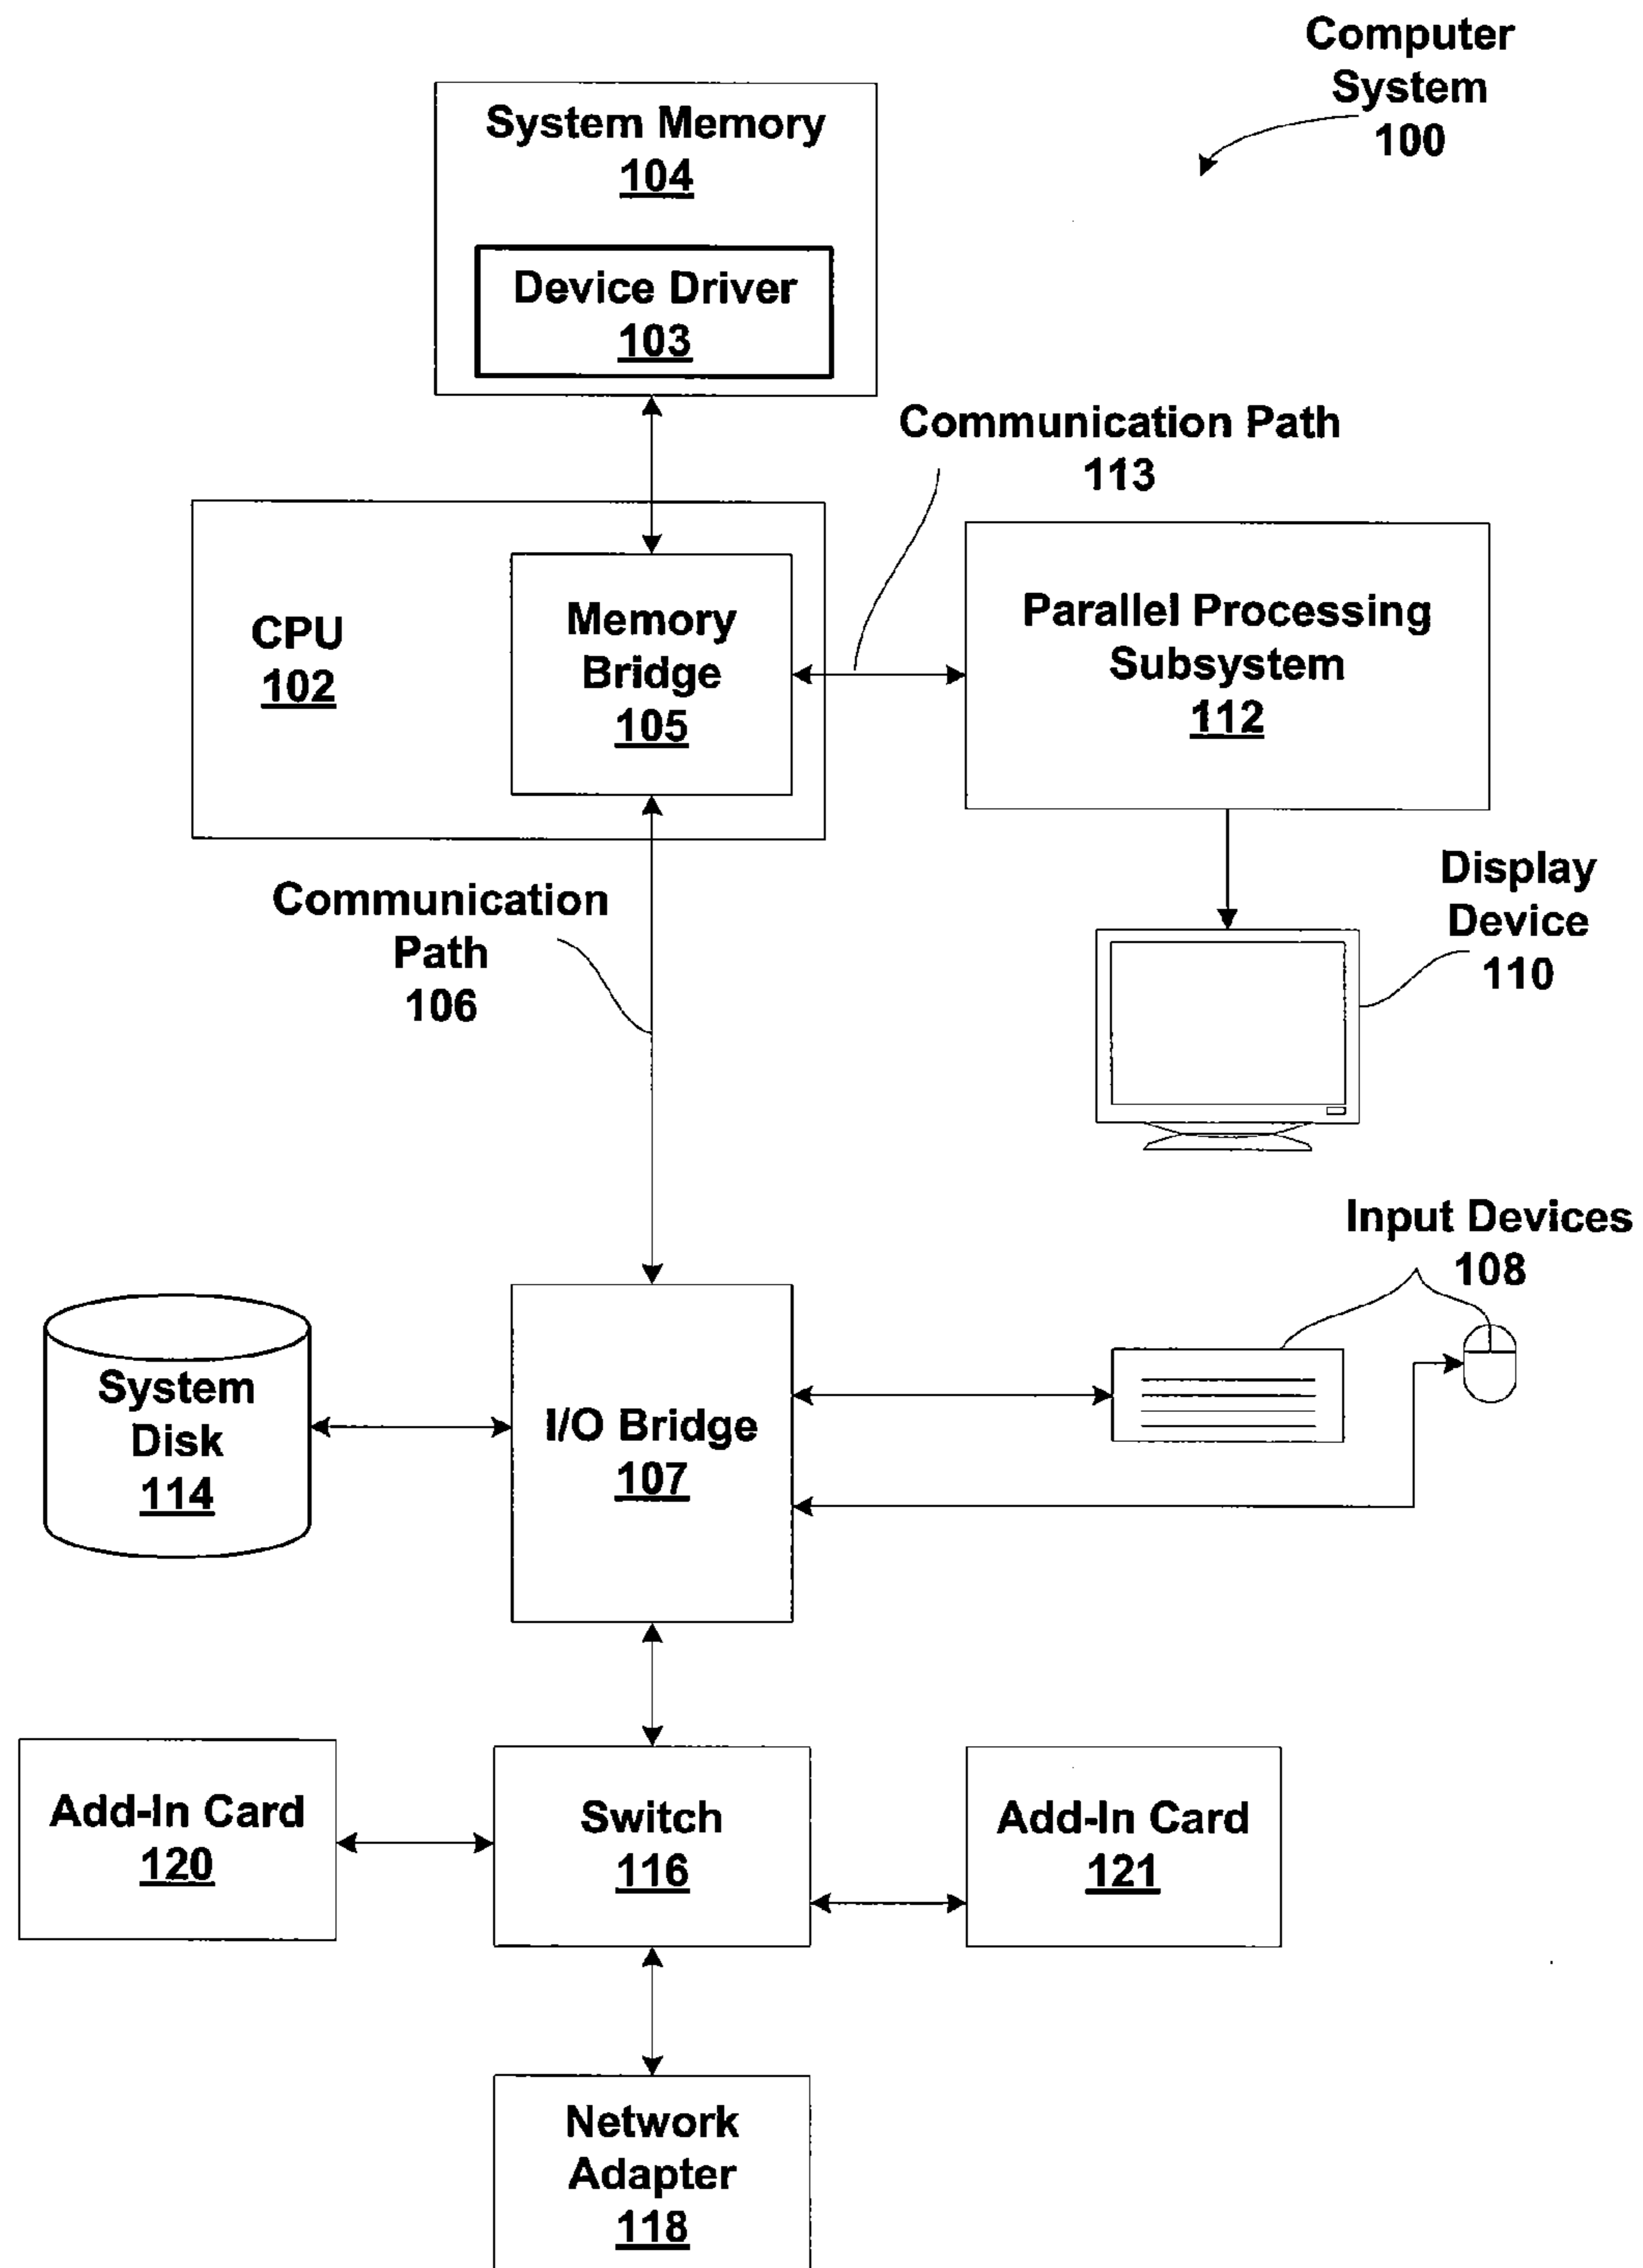 Computer
System
100
System Memory
104
Device Driver
103
Communication Path
113
CPU
102
Memory
Bridge
105
Parallel Processing
Subsystem
112
Communication
Path
106
Display
Device
110
Input Devices
108
System
Disk
114
I/O Bridge
107
Add-In Card
120
Switch
116
Add-In Card
121
Network
Adapter
118